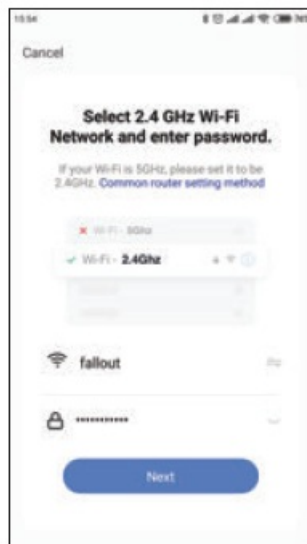 15:54
Cancel
Select 2.4 GHz Wi-Fi
Network and enter password.
If your Wi-Fi is 5GHz, please set it to be
2.4GHz. Common router setting method
× Wi-Fi - 5Ghz
✓ Wi-Fi - 2.4Ghz
fallout
•••••••••••
Next